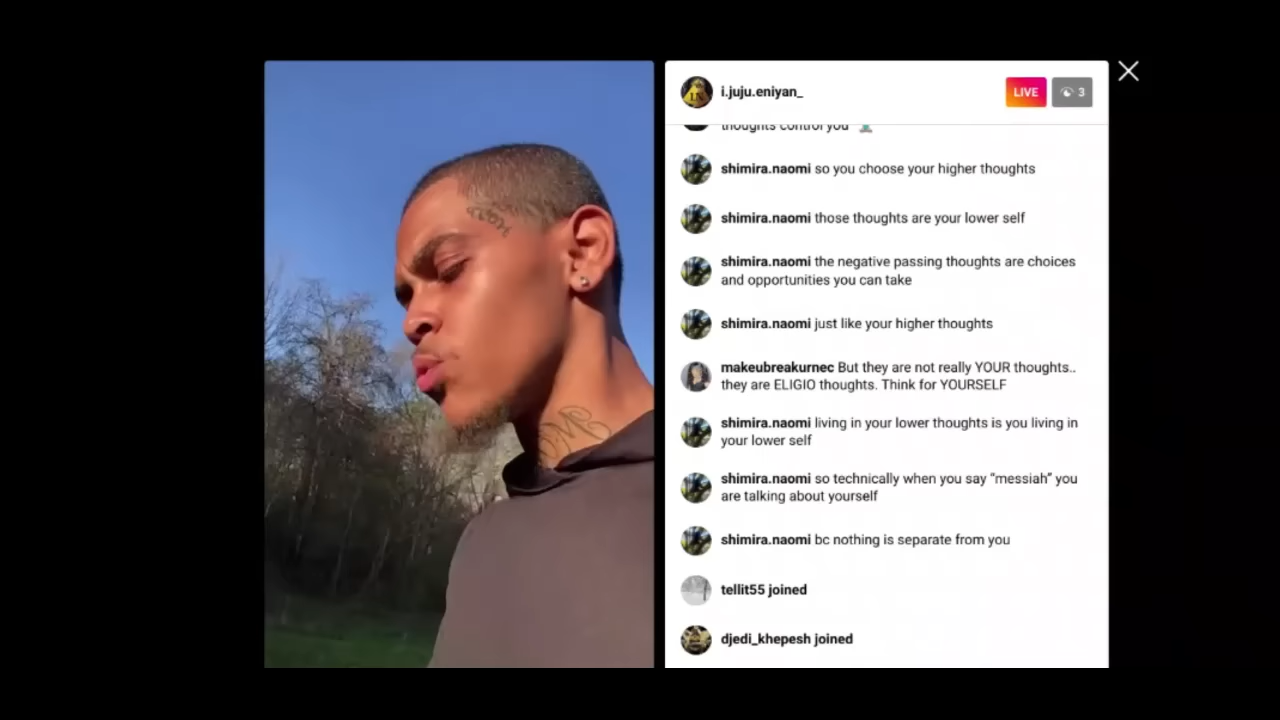 i.juju.eniyan_
LIVE
3
thoughts control you
shimira.naomi so you choose your higher thoughts
shimira.naomi those thoughts are your lower self
shimira.naomi the negative passing thoughts are choices
and opportunities you can take
shimira.naomi just like your higher thoughts
makeubreakurnec But they are not really YOUR thoughts..
they are ELIGIO thoughts. Think for YOURSELF
shimira.naomi living in your lower thoughts is you living in
your lower self
shimira.naomi so technically when you say “messiah” you
are talking about yourself
shimira.naomi bc nothing is separate from you
tellit55 joined
djedi_khepesh joined